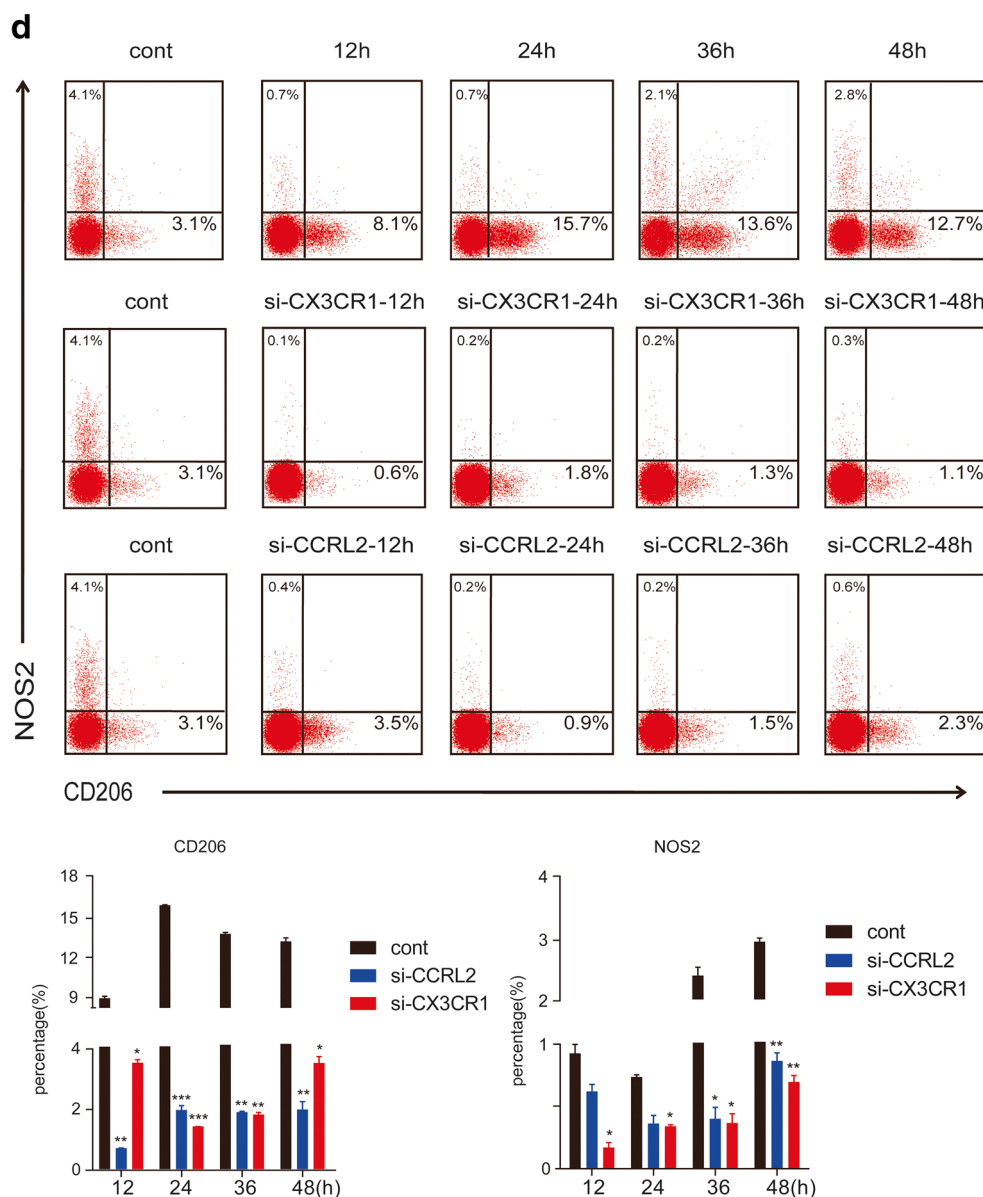 d
cont 12h 24h 36h 48h
4.1% 0.7% 0.7% 2.1% 2.8%
3.1% 8.1% 15.7% 13.6% 12.7%
cont si-CX3CR1-12h si-CX3CR1-24h si-CX3CR1-36h si-CX3CR1-48h
4.1% 0.1% 0.2% 0.2% 0.3%
3.1% 0.6% 1.8% 1.3% 1.1%
cont si-CCRL2-12h si-CCRL2-24h si-CCRL2-36h si-CCRL2-48h
4.1% 0.4% 0.2% 0.2% 0.6%
3.1% 3.5% 0.9% 1.5% 2.3%
NOS2
CD206
CD206
percentage(%)
18
15
12
9
4
2
0
** * *** *** ** ** ** *
12 24 36 48(h)
cont
si-CCRL2
si-CX3CR1
NOS2
percentage(%)
4
3
2
1
0
* * * * ** **
12 24 36 48(h)
cont
si-CCRL2
si-CX3CR1